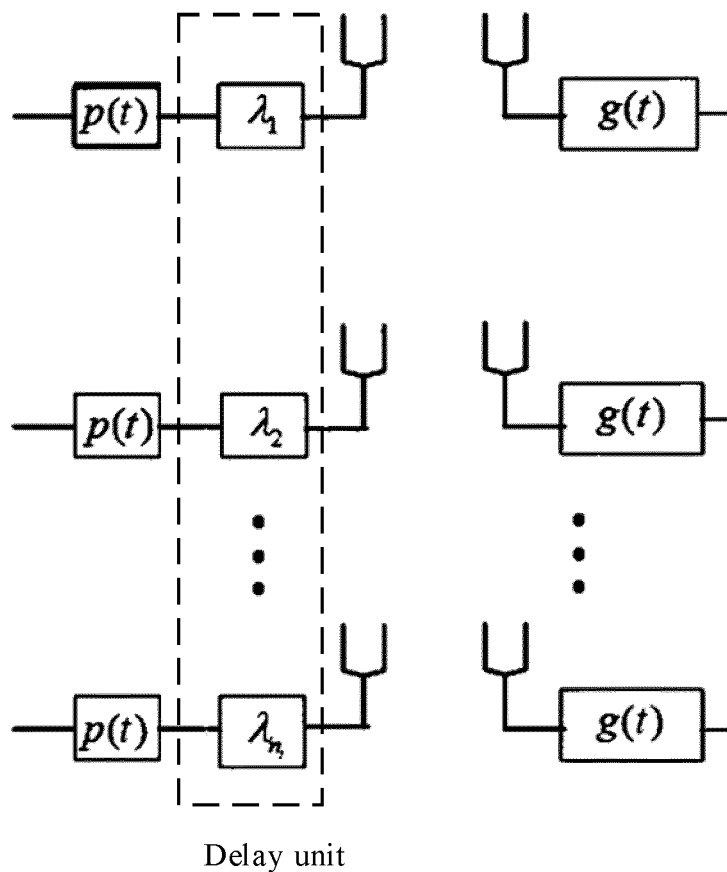 p(t) λ₁ g(t)
p(t) λ₂ g(t)
p(t) λₙ, g(t)
Delay unit